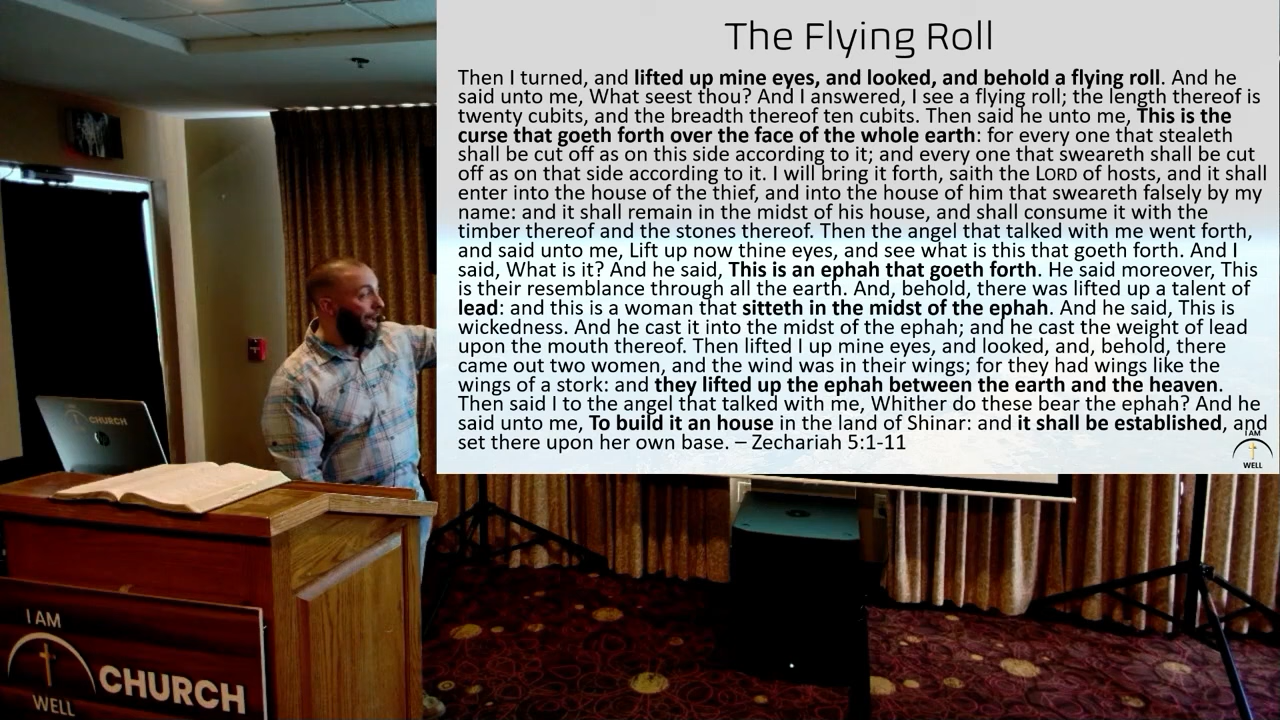 The Flying Roll
Then I turned, and lifted up mine eyes, and looked, and behold a flying roll. And he
said unto me, What seest thou? And I answered, I see a flying roll; the length thereof is
twenty cubits, and the breadth thereof ten cubits. Then said he unto me, This is the
curse that goeth forth over the face of the whole earth: for every one that stealeth
shall be cut off as on this side according to it; and every one that sweareth shall be cut
off as on that side according to it. I will bring it forth, saith the LORD of hosts, and it shall
enter into the house of the thief, and into the house of him that sweareth falsely by my
name: and it shall remain in the midst of his house, and shall consume it with the
timber thereof and the stones thereof. Then the angel that talked with me went forth,
and said unto me, Lift up now thine eyes, and see what is this that goeth forth. And I
said, What is it? And he said, This is an ephah that goeth forth. He said moreover, This
is their resemblance through all the earth. And, behold, there was lifted up a talent of
lead: and this is a woman that sitteth in the midst of the ephah. And he said, This is
wickedness. And he cast it into the midst of the ephah; and he cast the weight of lead
upon the mouth thereof. Then lifted I up mine eyes, and looked, and, behold, there
came out two women, and the wind was in their wings; for they had wings like the
wings of a stork: and they lifted up the ephah between the earth and the heaven.
Then said I to the angel that talked with me, Whither do these bear the ephah? And he
said unto me, To build it an house in the land of Shinar: and it shall be established, and
set there upon her own base. – Zechariah 5:1-11
I AM
WELL
CHURCH
I AM
CHURCH
WELL